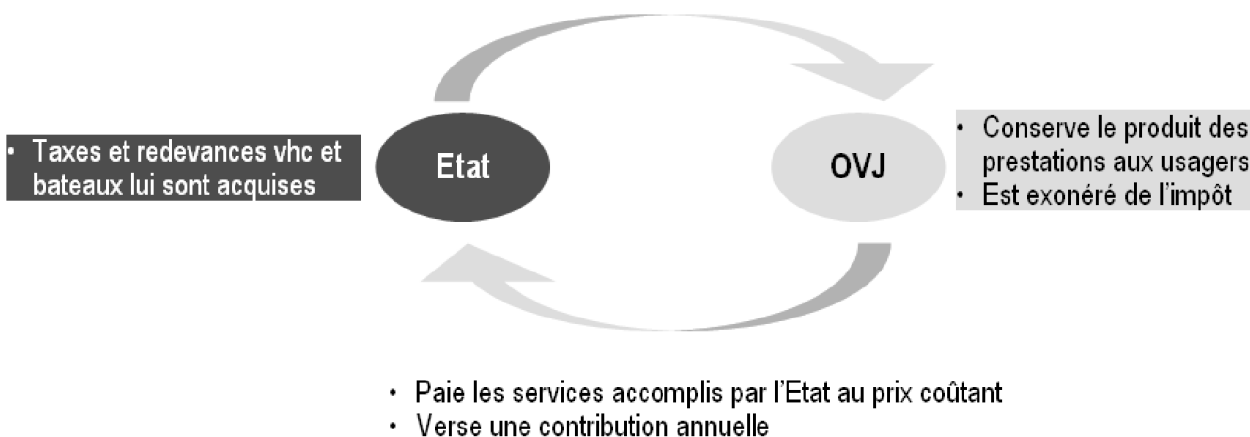 • Taxes et redevances vhc et
bateaux lui sont acquises
Etat
OVJ
• Conserve le produit des
prestations aux usagers
• Est exonéré de l'impôt
• Paie les services accomplis par l'Etat au prix coûtant
• Verse une contribution annuelle